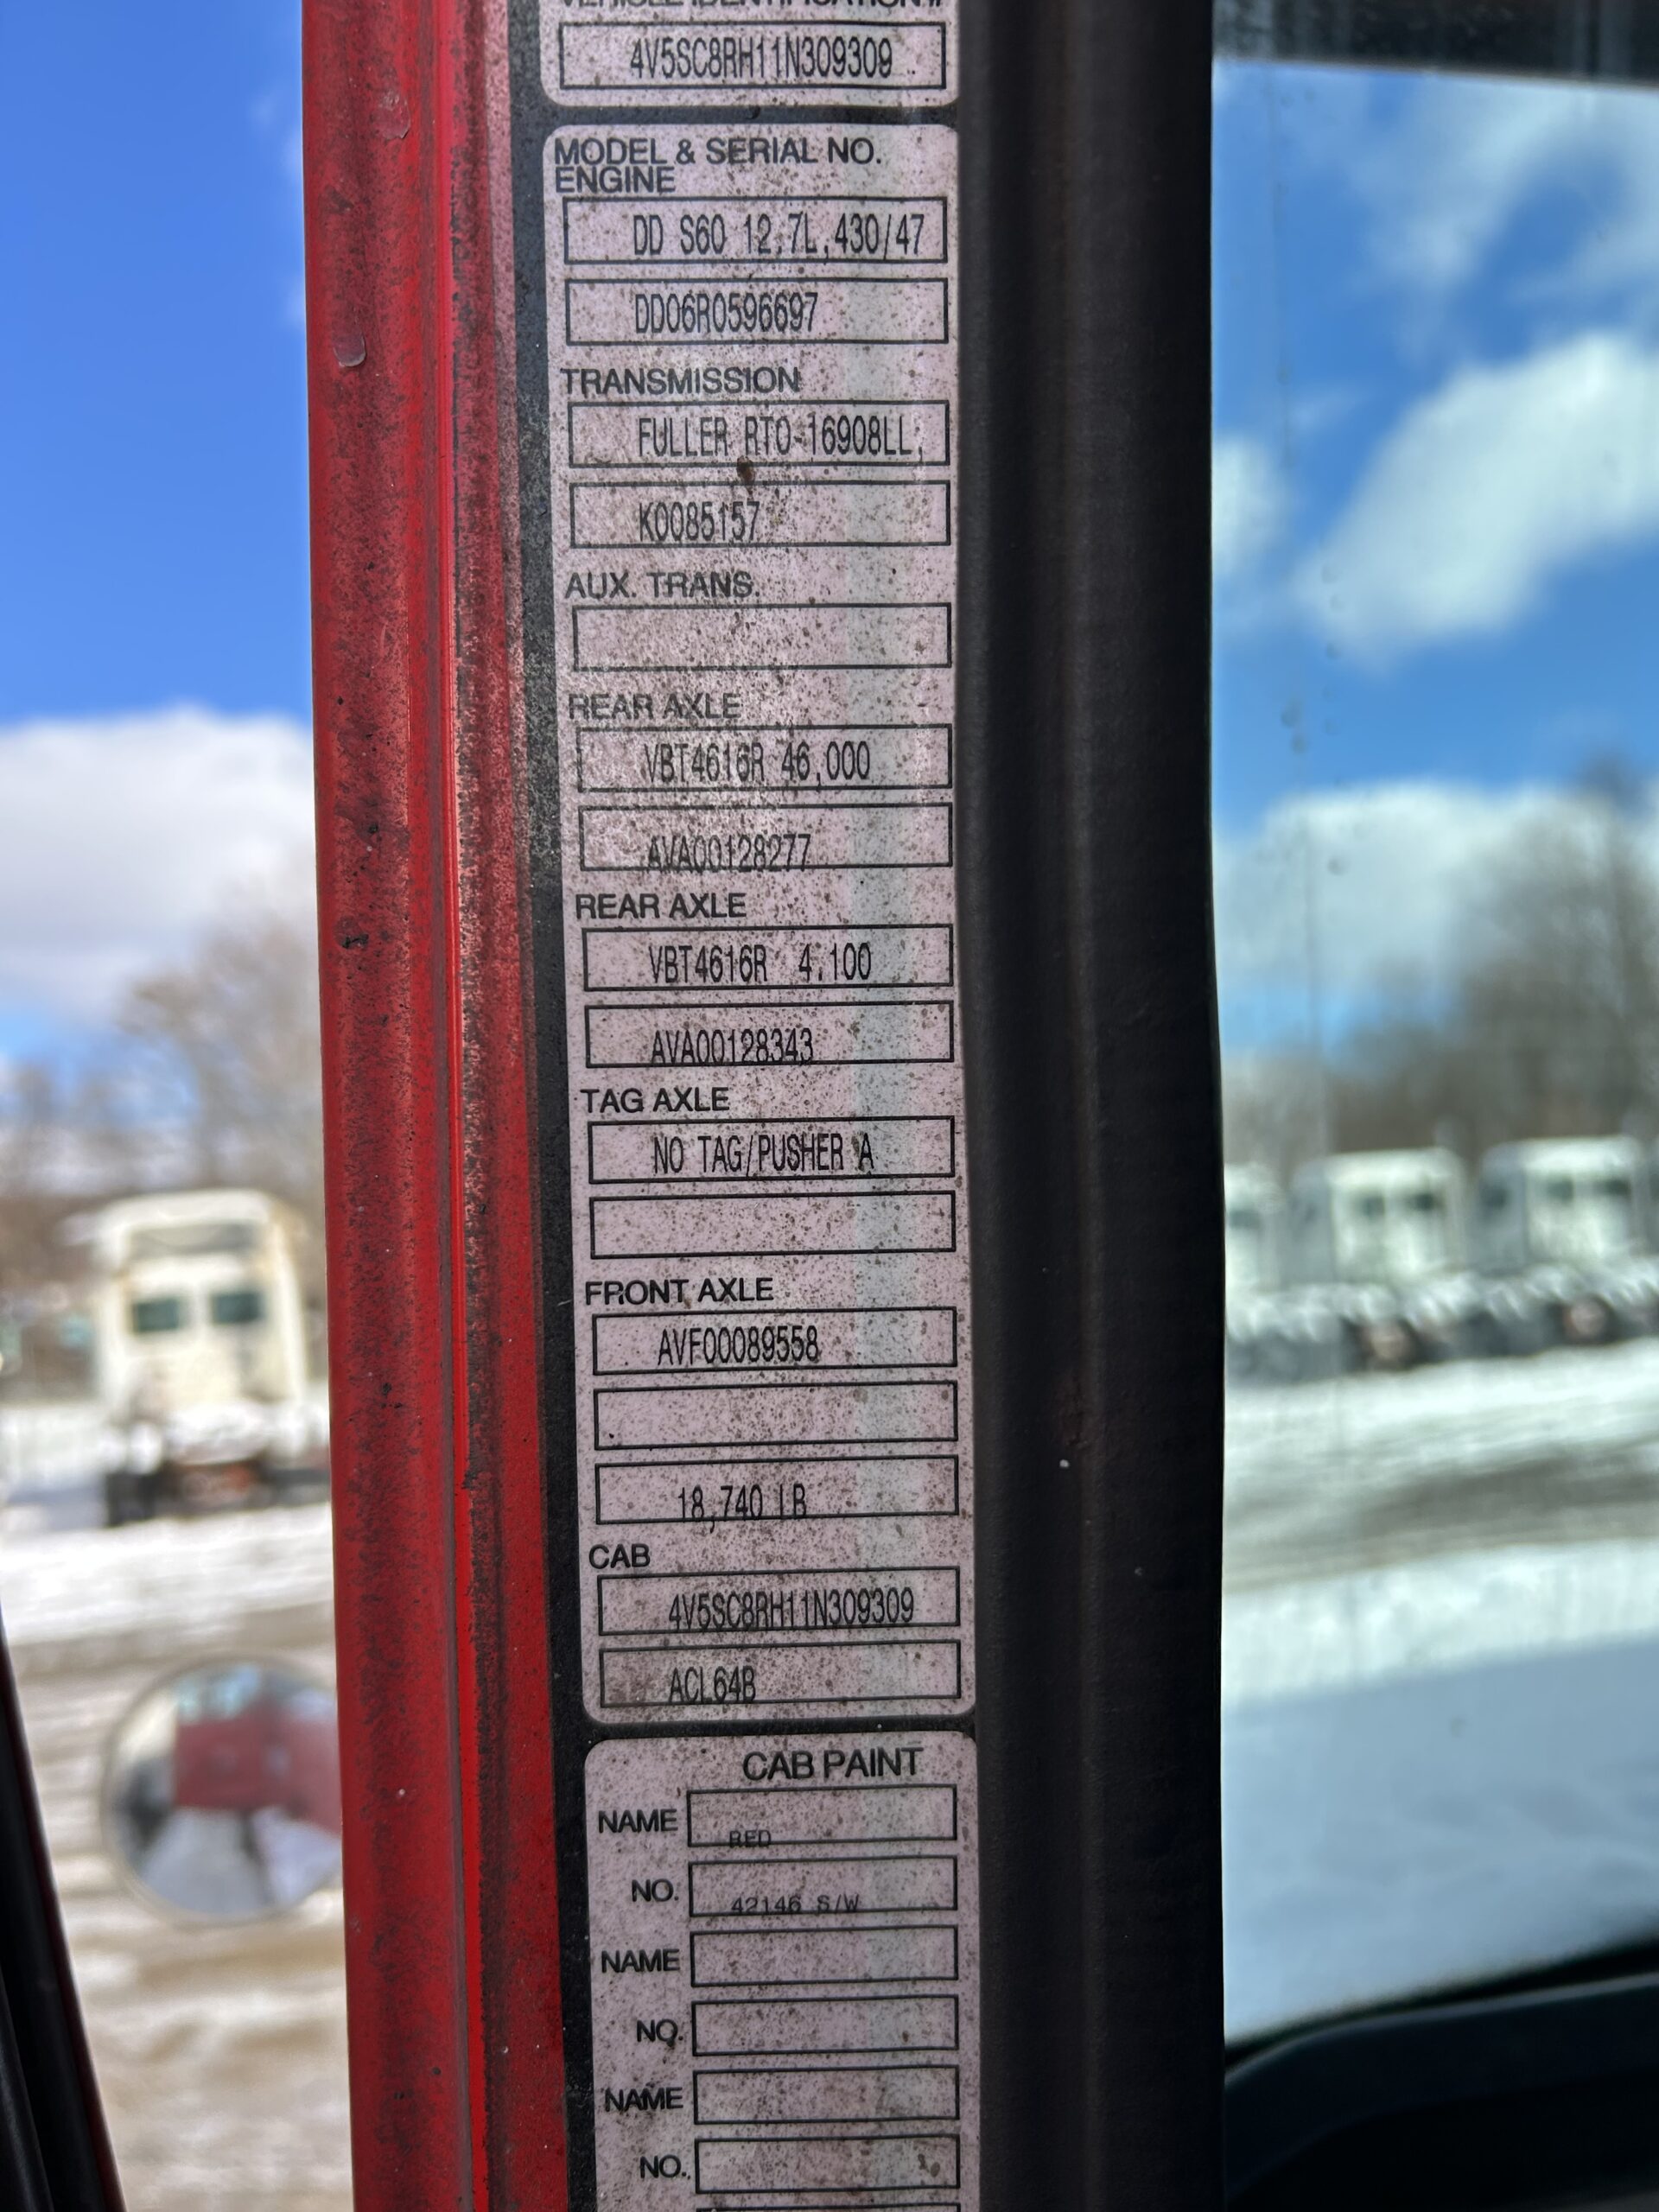 VEHICLE IDENTIFICATION #
4V5SC8RH11N309309
MODEL & SERIAL NO.
ENGINE
DD S60 12.7L,430/47
DD06R0596697
TRANSMISSION
FULLER RTO-16908LL,
K0085157
AUX. TRANS.
REAR AXLE
VBT4616R 46,000
AVA00128277
REAR AXLE
VBT4616R 4.100
AVA00128343
TAG AXLE
NO TAG/PUSHER A
FRONT AXLE
AVF00089558
18,740 LB
CAB
4V5SC8RH11N309309
ACL64B
CAB PAINT
NAME RED
NO. 42146 S/W
NAME
NO.
NAME
NO.